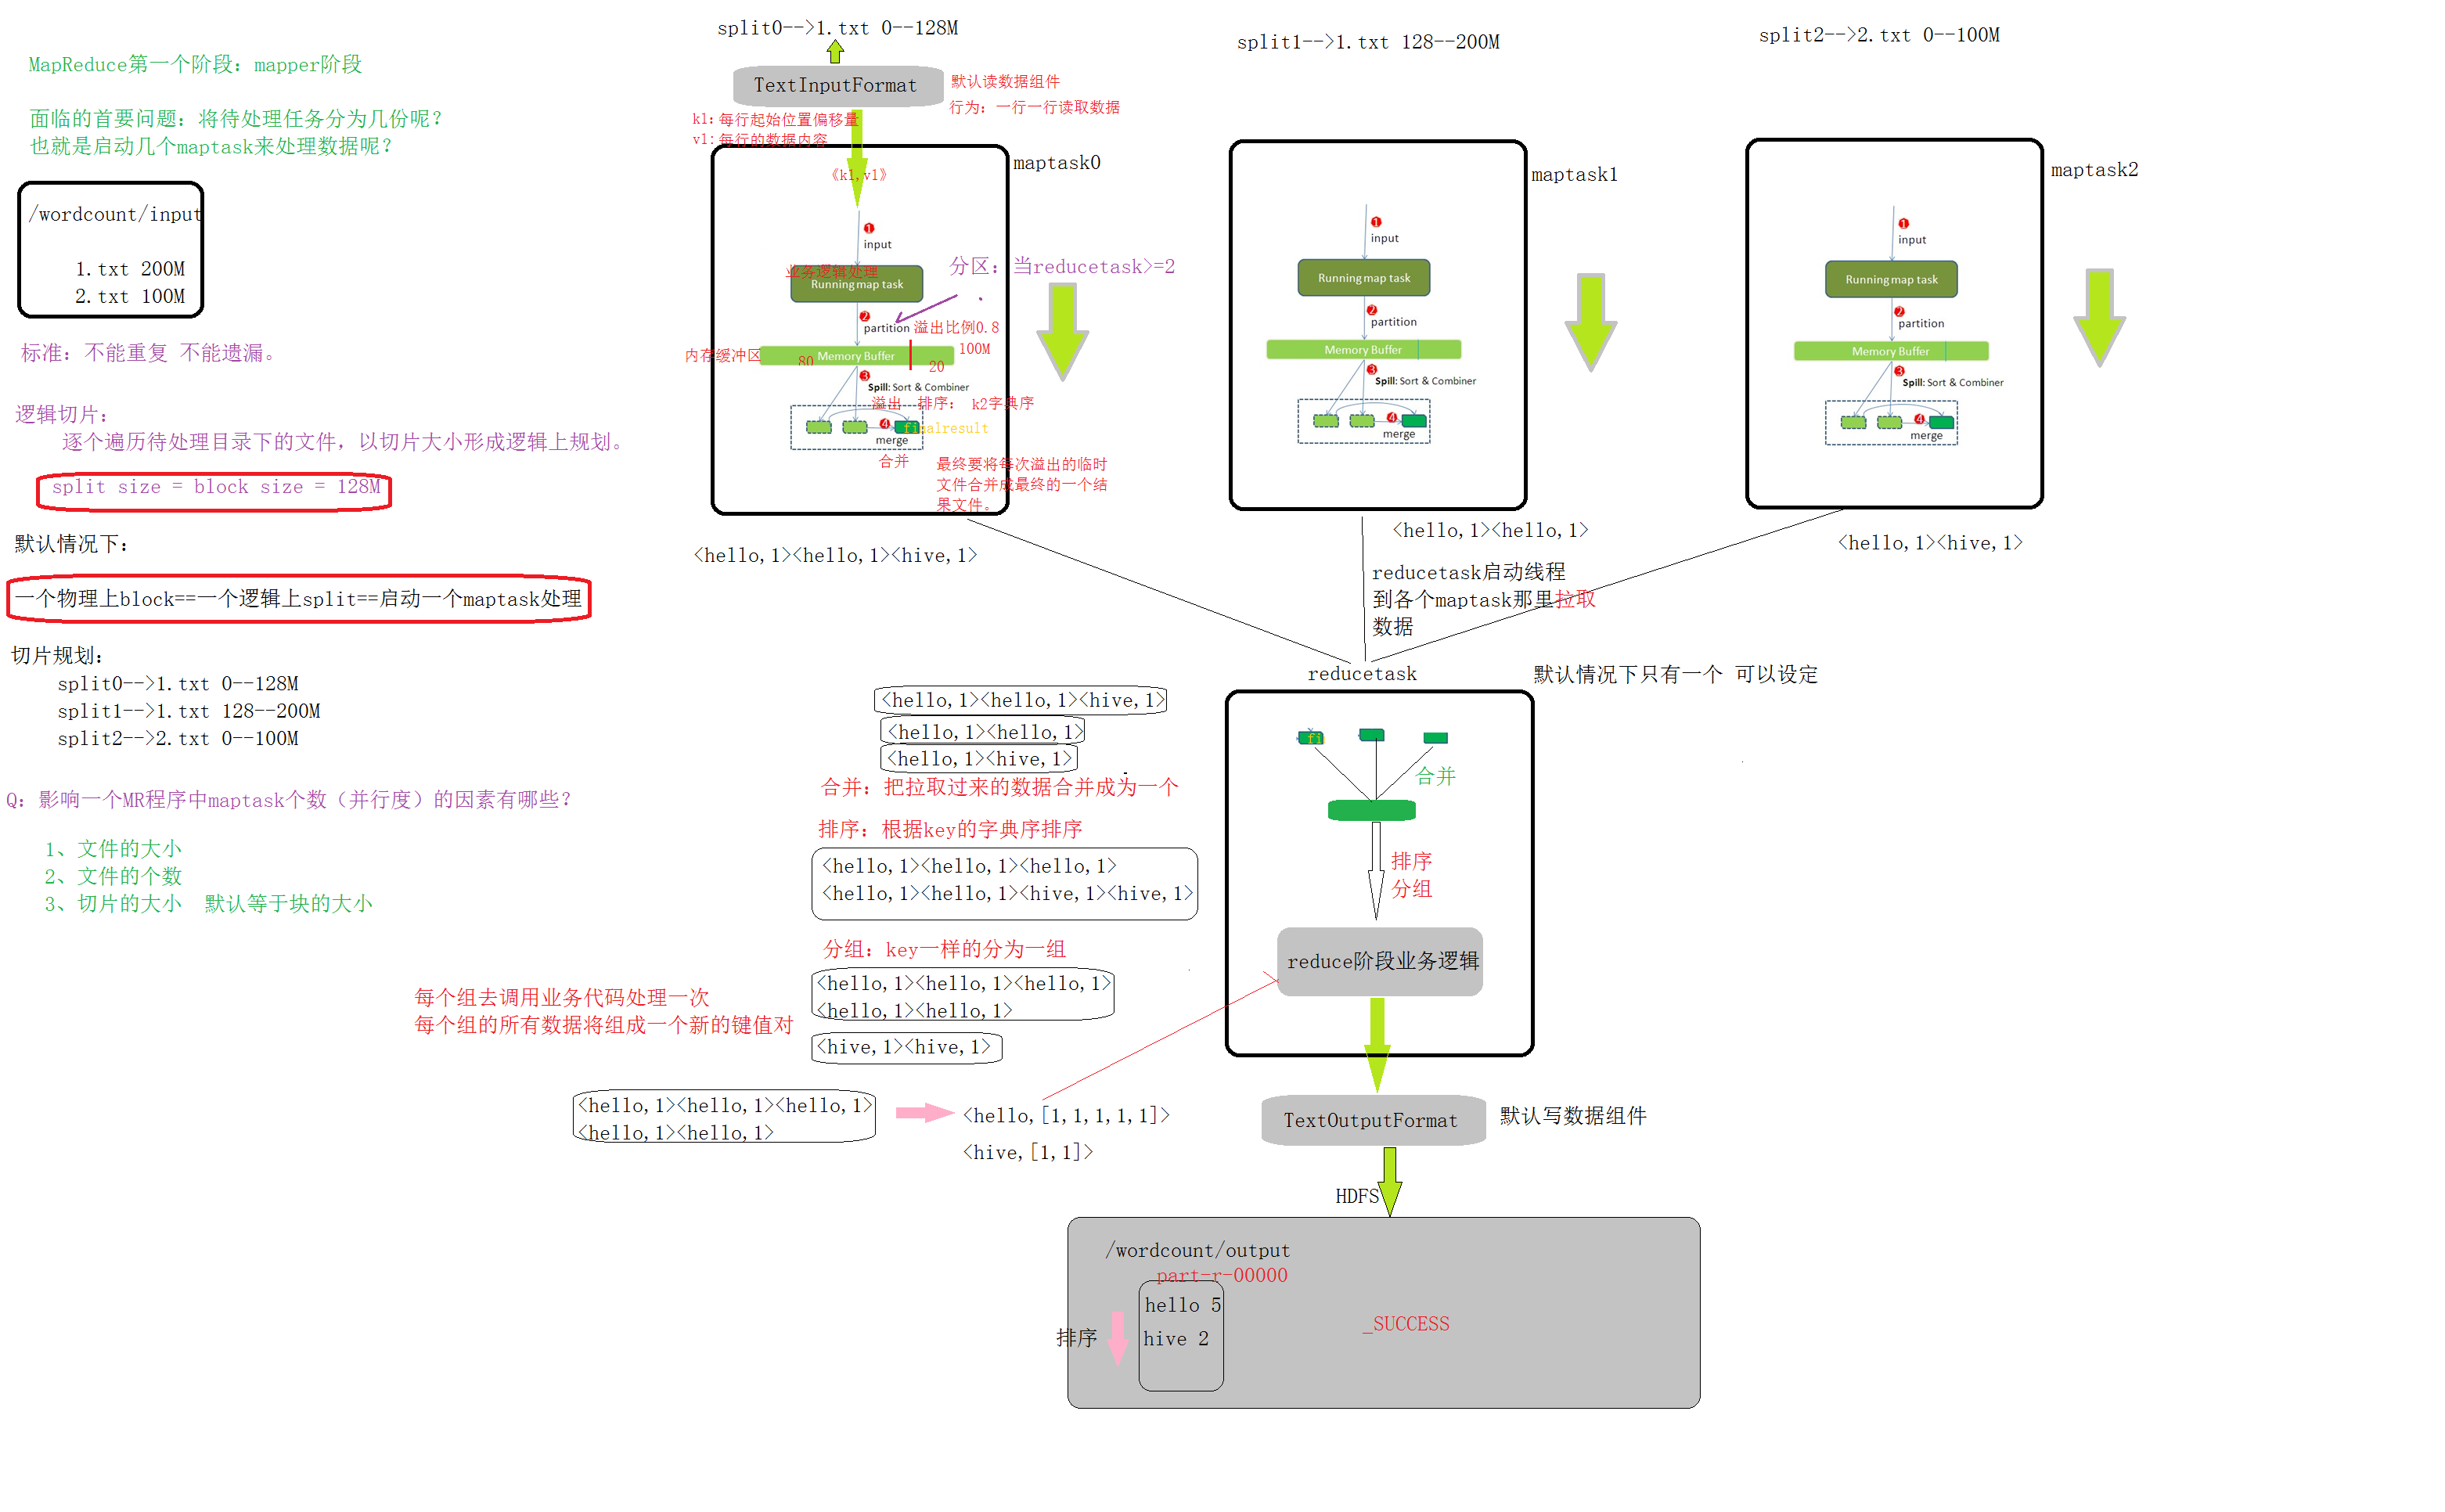 MapReduce第一个阶段：mapper阶段
面临的首要问题：将待处理任务分为几份呢？
也就是启动几个maptask来处理数据呢？
/wordcount/input
1.txt 200M
2.txt 100M
标准：不能重复 不能遗漏。
逻辑切片：
逐个遍历待处理目录下的文件，以切片大小形成逻辑上规划。
split size = block size = 128M
默认情况下：
一个物理上block==一个逻辑上split==启动一个maptask处理
切片规划：
split0-->1.txt 0--128M
split1-->1.txt 128--200M
split2-->2.txt 0--100M
Q：影响一个MR程序中maptask个数（并行度）的因素有哪些？
1、文件的大小
2、文件的个数
3、切片的大小 默认等于块的大小
split0-->1.txt 0--128M
TextInputFormat
默认读数据组件
行为：一行一行读取数据
k1：每行起始位置偏移量
v1：每行的数据内容
《k1,v1》
maptask0
1
input
业务逻辑处理
Running map task
分区：当reducetask>=2
2
partition
溢出比例0.8
内存缓冲区
80
Memory Buffer
20
100M
3
Spill: Sort & Combiner
溢出 排序： k2字典序
4
finalresult
merge
合并
最终要将每次溢出的临时
文件合并成最终的一个结
果文件。
<hello,1><hello,1><hive,1>
split1-->1.txt 128--200M
maptask1
1
input
Running map task
2
partition
Memory Buffer
3
Spill: Sort & Combiner
4
merge
<hello,1><hello,1>
split2-->2.txt 0--100M
maptask2
1
input
Running map task
2
partition
Memory Buffer
3
Spill: Sort & Combiner
4
merge
<hello,1><hive,1>
reducetask启动线程
到各个maptask那里拉取
数据
reducetask
默认情况下只有一个 可以设定
<hello,1><hello,1><hive,1>
<hello,1><hello,1>
<hello,1><hive,1>
合并：把拉取过来的数据合并成为一个
排序：根据key的字典序排序
<hello,1><hello,1><hello,1>
<hello,1><hello,1><hive,1><hive,1>
分组：key一样的分为一组
<hello,1><hello,1><hello,1>
<hello,1><hello,1>
<hive,1><hive,1>
每个组去调用业务代码处理一次
每个组的所有数据将组成一个新的键值对
<hello,1><hello,1><hello,1>
<hello,1><hello,1>
<hello,[1,1,1,1,1]>
<hive,[1,1]>
fi
合并
排序
分组
reduce阶段业务逻辑
TextOutputFormat
默认写数据组件
HDFS
/wordcount/output
part-r-00000
hello 5
hive 2
排序
_SUCCESS